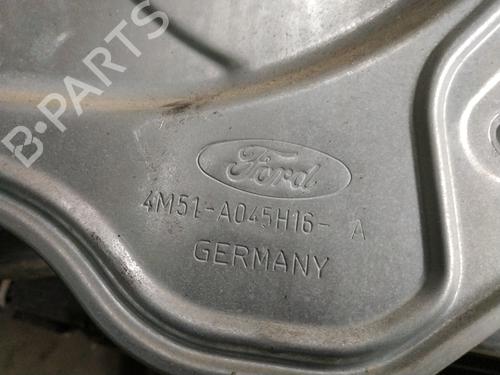 B-PARTS
Ford
4M51-A045H16- A
GERMANY